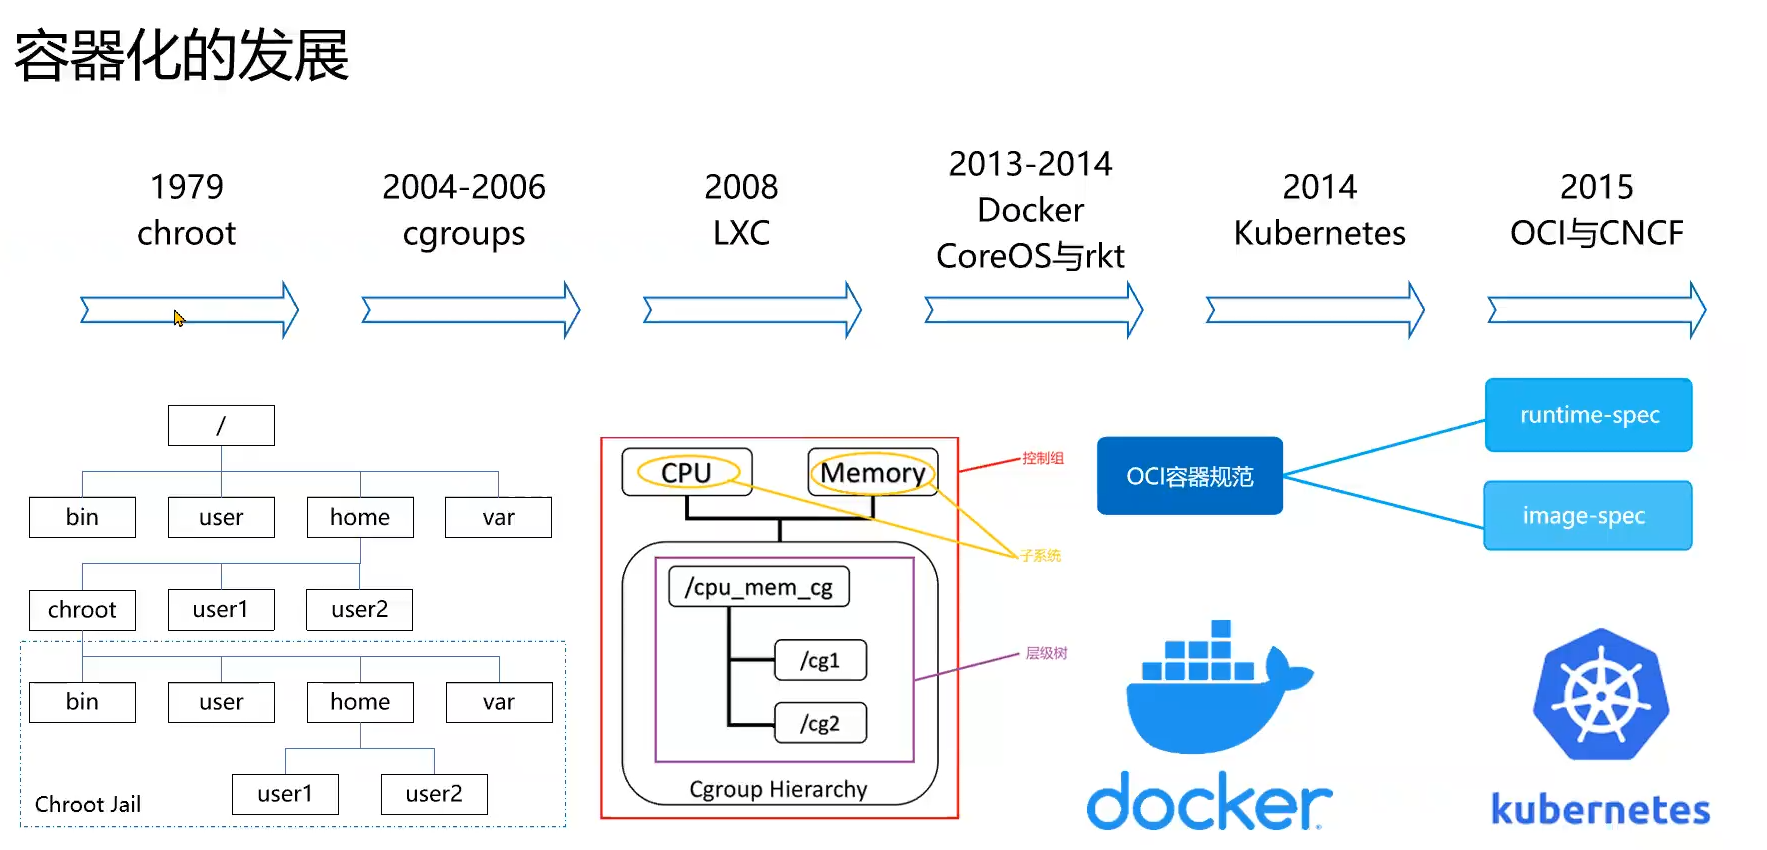 容器化的发展
1979
chroot
2004-2006
cgroups
2008
LXC
2013-2014
Docker
CoreOS与rkt
2014
Kubernetes
2015
OCI与CNCF
/
bin
user
home
var
chroot
user1
user2
bin
user
home
var
user1
user2
Chroot Jail
CPU
Memory
控制组
子系统
/cpu_mem_cg
/cg1
层级树
/cg2
Cgroup Hierarchy
OCI容器规范
runtime-spec
image-spec
docker
kubernetes